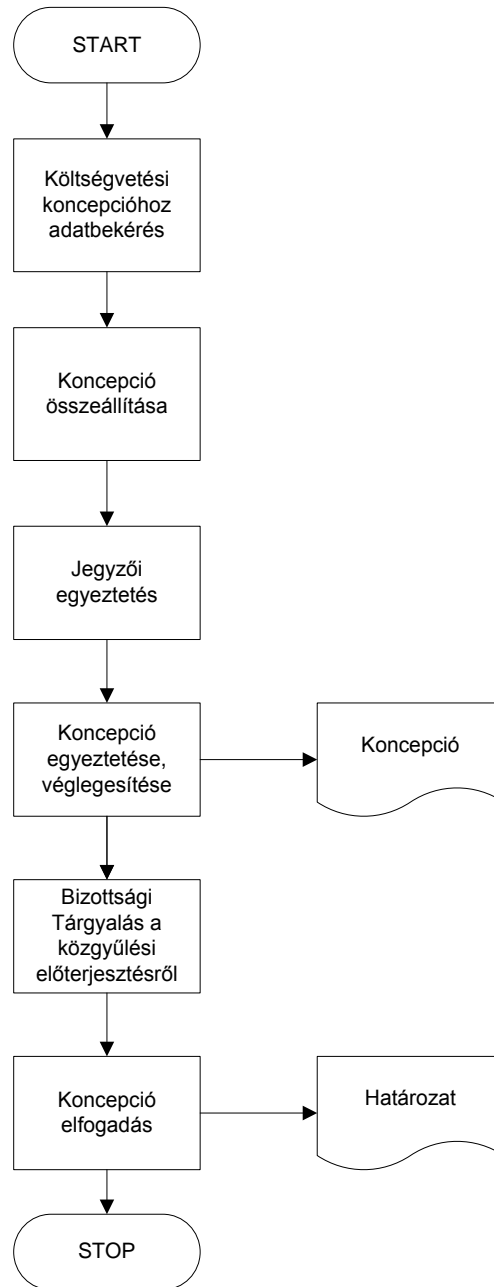 START
Költségvetési
koncepcióhoz
adatbekérés
Koncepció
összeállítása
Jegyzői
egyeztetés
Koncepció
egyeztetése,
véglegesítése
Koncepció
Bizottsági
Tárgyalás a
közgyűlési
előterjesztésről
Koncepció
elfogadás
Határozat
STOP